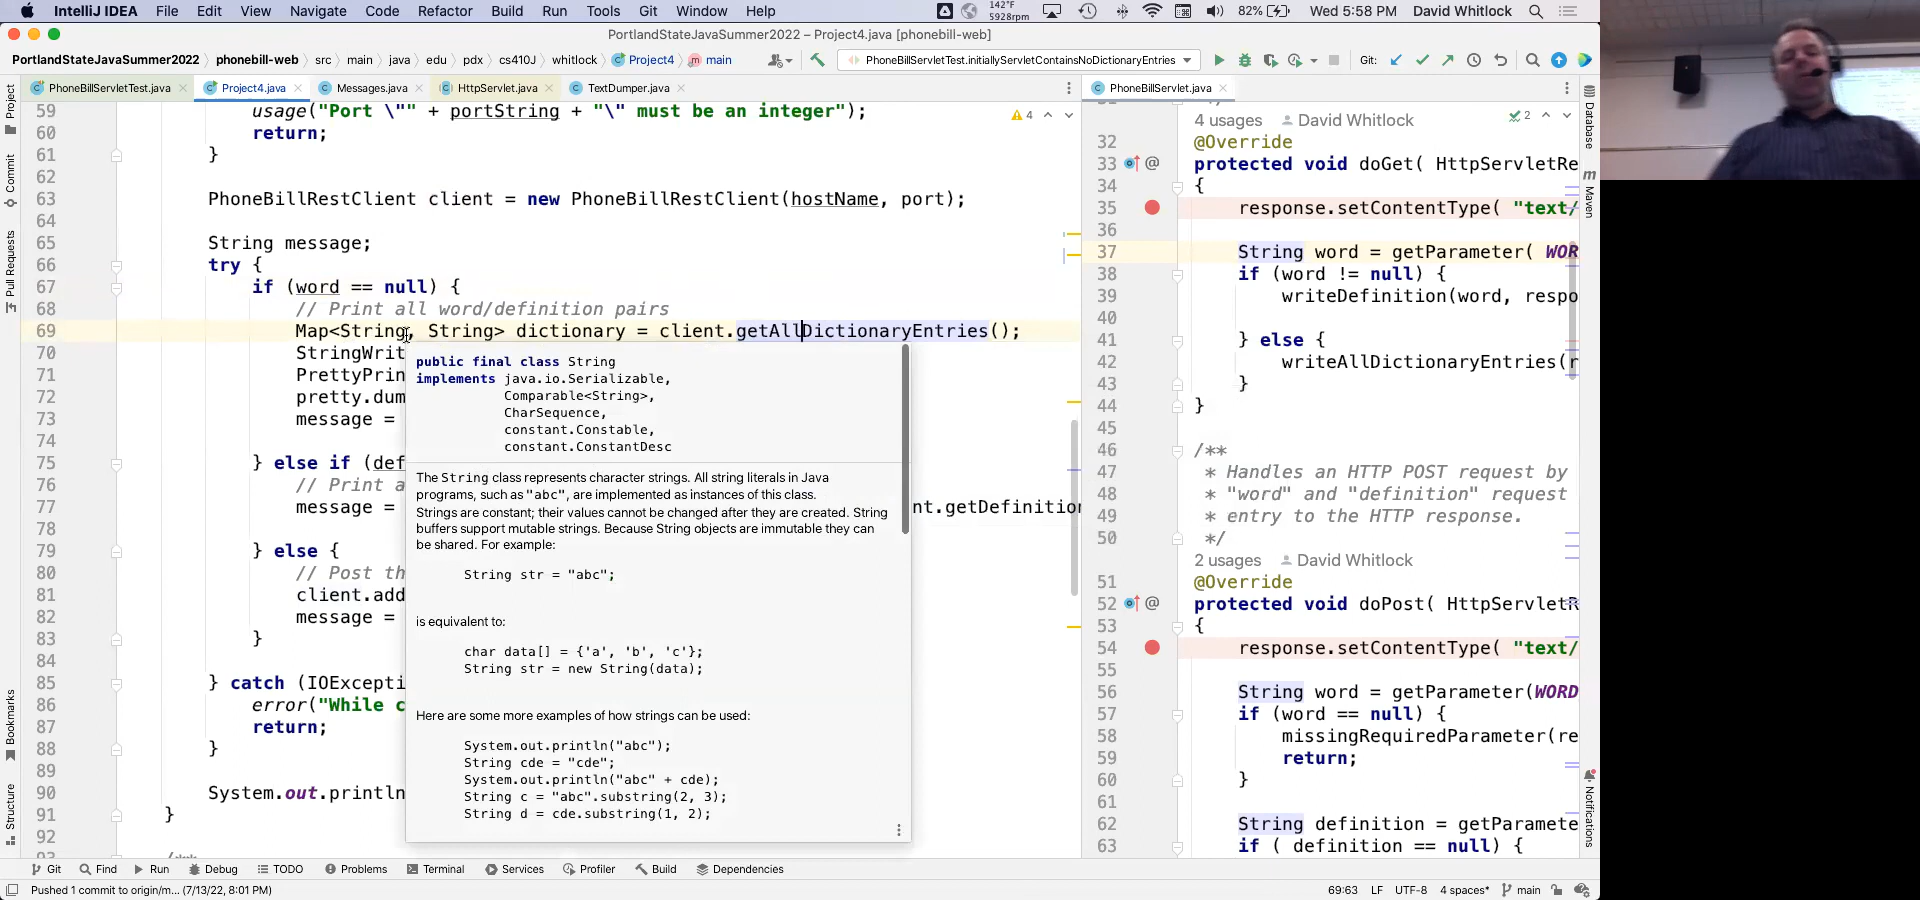 IntelliJ IDEA File Edit View Navigate Code Refactor Build Run Tools Git Window Help 142°F 5928rpm 82% Wed 5:58 PM David Whitlock
PortlandStateJavaSummer2022 – Project4.java [phonebill-web]
PortlandStateJavaSummer2022 phonebill-web src main java edu pdx cs410J whitlock Project4 main PhoneBillServletTest.initiallyServletContainsNoDictionaryEntries Git:
PhoneBillServletTest.java Project4.java Messages.java HttpServlet.java TextDumper.java
PhoneBillServlet.java
Project
Commit
Pull Requests
Bookmarks
Structure
4
59 usage("Port \"" + portString + "\" must be an integer");
60 return;
61 }
62
63 PhoneBillRestClient client = new PhoneBillRestClient(hostName, port);
64
65 String message;
66 try {
67 if (word == null) {
68 // Print all word/definition pairs
69 Map<String, String> dictionary = client.getAllDictionaryEntries();
70 StringWrit
71 PrettyPrin
72 pretty.dum
73 message =
74
75 } else if (def
76 // Print a
77 message = nt.getDefinition
78
79 } else {
80 // Post th
81 client.add
82 message =
83 }
84
85 } catch (IOExcepti
86 error("While c
87 return;
88 }
89
90 System.out.println
91 }
92
93 /**
public final class String
implements java.io.Serializable,
Comparable<String>,
CharSequence,
constant.Constable,
constant.ConstantDesc
The String class represents character strings. All string literals in Java
programs, such as "abc", are implemented as instances of this class.
Strings are constant; their values cannot be changed after they are created. String
buffers support mutable strings. Because String objects are immutable they can
be shared. For example:
String str = "abc";
is equivalent to:
char data[] = {'a', 'b', 'c'};
String str = new String(data);
Here are some more examples of how strings can be used:
System.out.println("abc");
String cde = "cde";
System.out.println("abc" + cde);
String c = "abc".substring(2, 3);
String d = cde.substring(1, 2);
4 usages David Whitlock
2
32 @Override
33 @ protected void doGet( HttpServletRe
34 {
35 response.setContentType( "text/
36
37 String word = getParameter( WOR
38 if (word != null) {
39 writeDefinition(word, respo
40
41 } else {
42 writeAllDictionaryEntries(r
43 }
44 }
45
46 /**
47 * Handles an HTTP POST request by
48 * "word" and "definition" request
49 * entry to the HTTP response.
50 */
2 usages David Whitlock
51 @Override
52 @ protected void doPost( HttpServletR
53 {
54 response.setContentType( "text/
55
56 String word = getParameter(WORD
57 if (word == null) {
58 missingRequiredParameter(re
59 return;
60 }
61
62 String definition = getParamete
63 if ( definition == null) {
Database
m Maven
Notifications
Git Find Run Debug TODO Problems Terminal Services Profiler Build Dependencies
Pushed 1 commit to origin/m... (7/13/22, 8:01 PM) 69:63 LF UTF-8 4 spaces* main